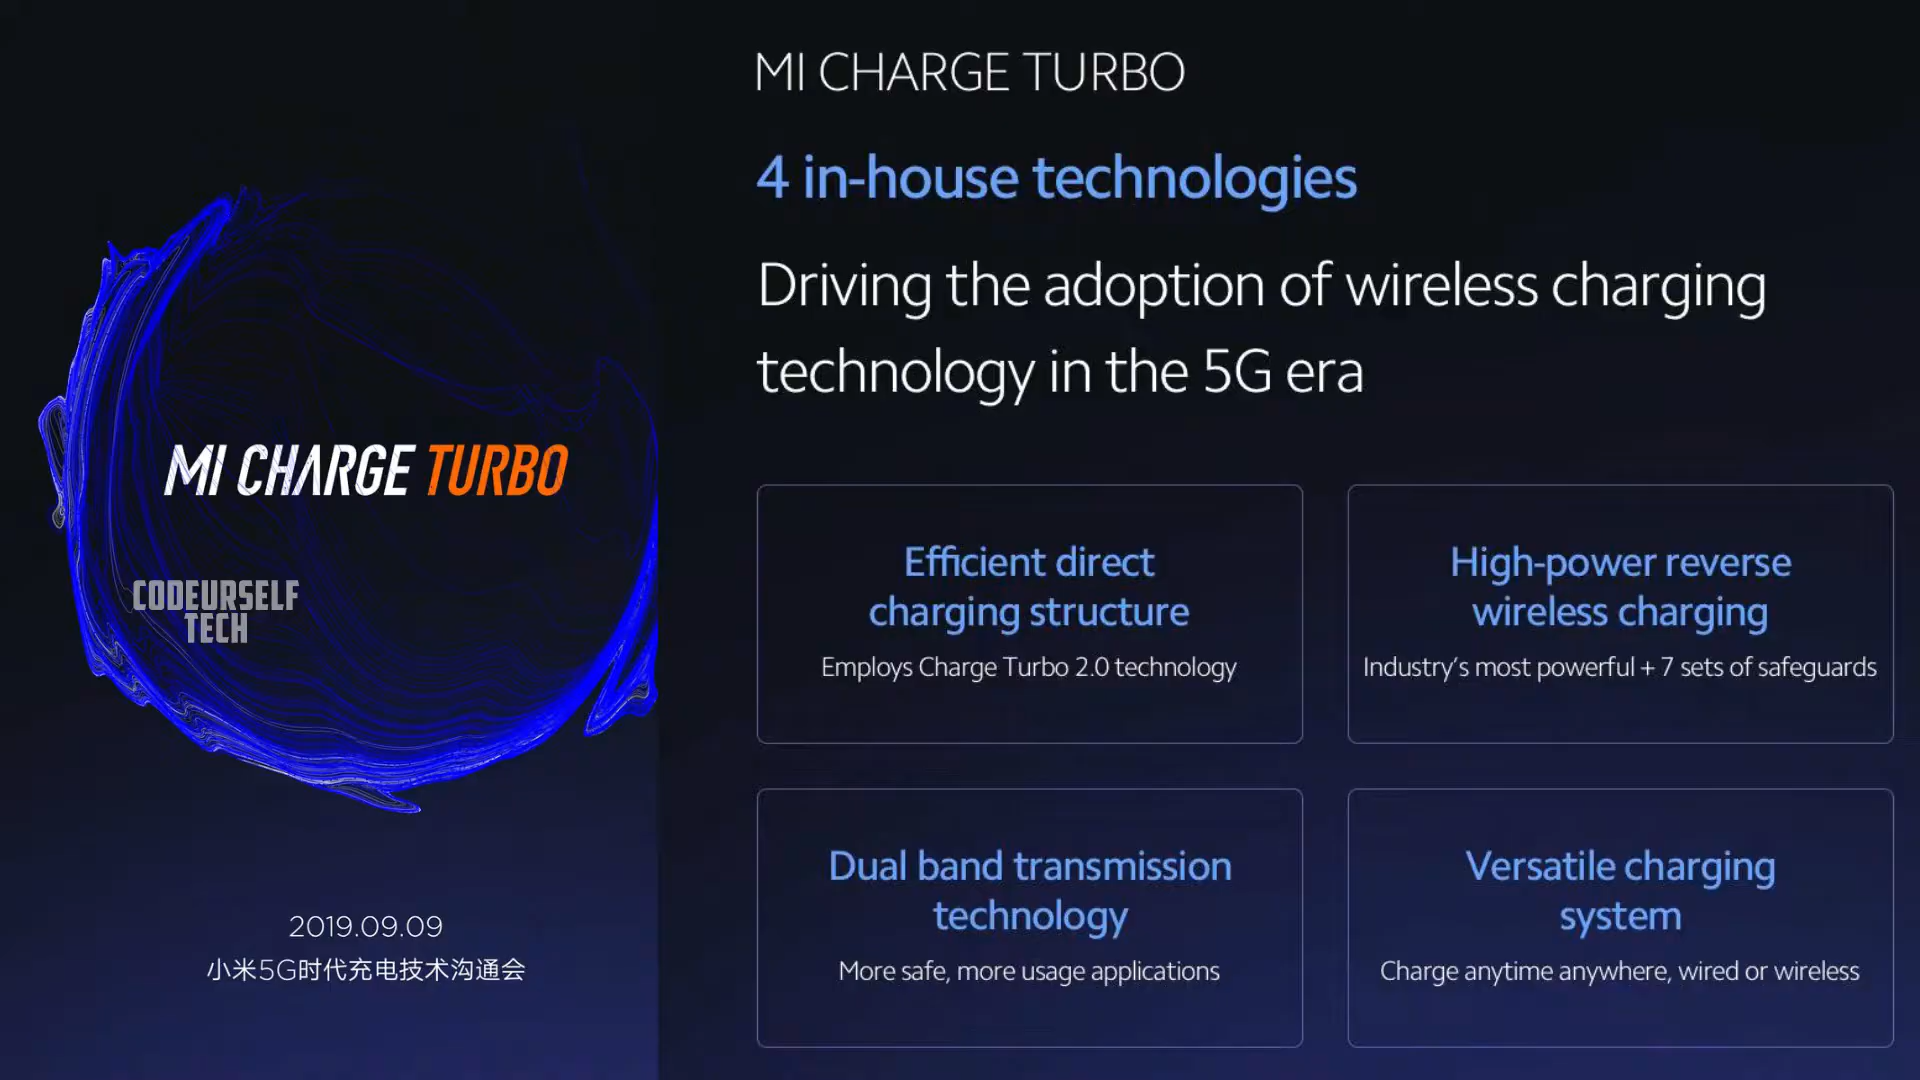 MI CHARGE TURBO
CODEURSELF
TECH
2019.09.09
小米5G时代充电技术沟通会
MI CHARGE TURBO
4 in-house technologies
Driving the adoption of wireless charging
technology in the 5G era
Efficient direct
charging structure
Employs Charge Turbo 2.0 technology
High-power reverse
wireless charging
Industry's most powerful + 7 sets of safeguards
Dual band transmission
technology
More safe, more usage applications
Versatile charging
system
Charge anytime anywhere, wired or wireless